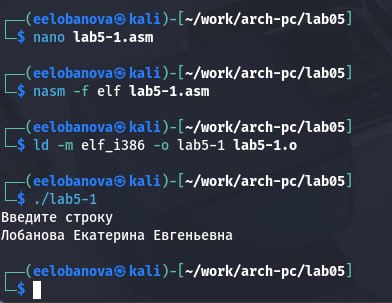 ┌──(eelobanova㉿kali)-[~/work/arch-pc/lab05]
└─$ nano lab5-1.asm
┌──(eelobanova㉿kali)-[~/work/arch-pc/lab05]
└─$ nasm -f elf lab5-1.asm
┌──(eelobanova㉿kali)-[~/work/arch-pc/lab05]
└─$ ld -m elf_i386 -o lab5-1 lab5-1.o
┌──(eelobanova㉿kali)-[~/work/arch-pc/lab05]
└─$ ./lab5-1
Введите строку
Лобанова Екатерина Евгеньевна
┌──(eelobanova㉿kali)-[~/work/arch-pc/lab05]
└─$